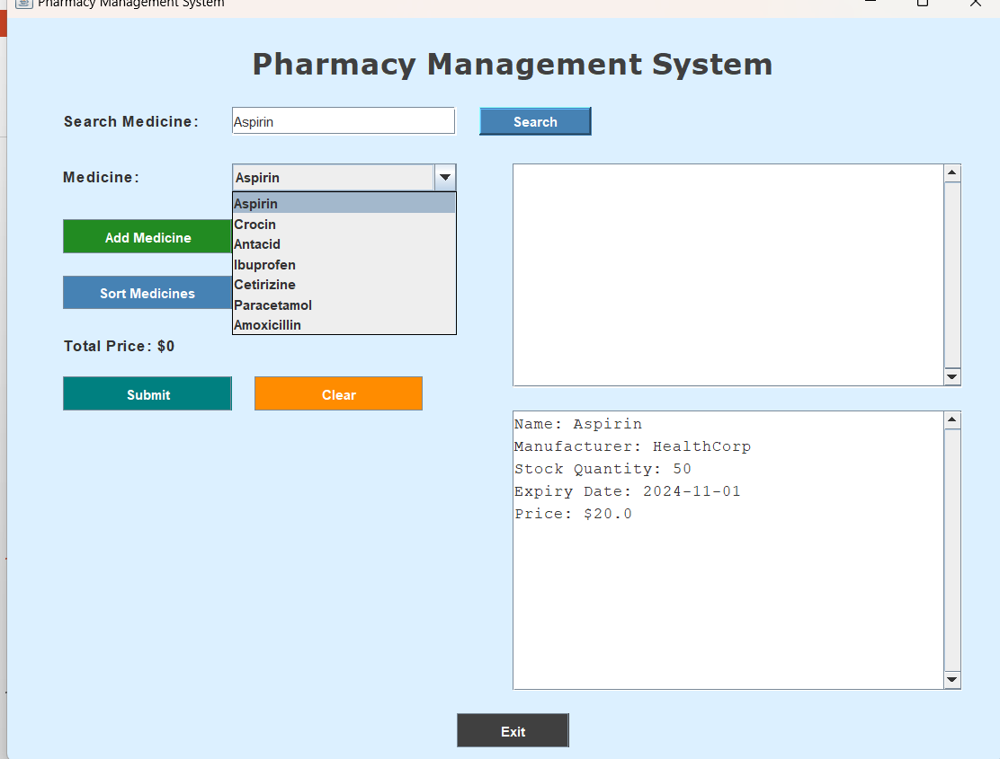 Pharmacy Management System
Pharmacy Management System
Search Medicine:
Aspirin
Search
Medicine:
Aspirin
Aspirin
Crocin
Antacid
Ibuprofen
Cetirizine
Paracetamol
Amoxicillin
Add Medicine
Sort Medicines
Total Price: $0
Submit
Clear
Name: Aspirin
Manufacturer: HealthCorp
Stock Quantity: 50
Expiry Date: 2024-11-01
Price: $20.0
Exit